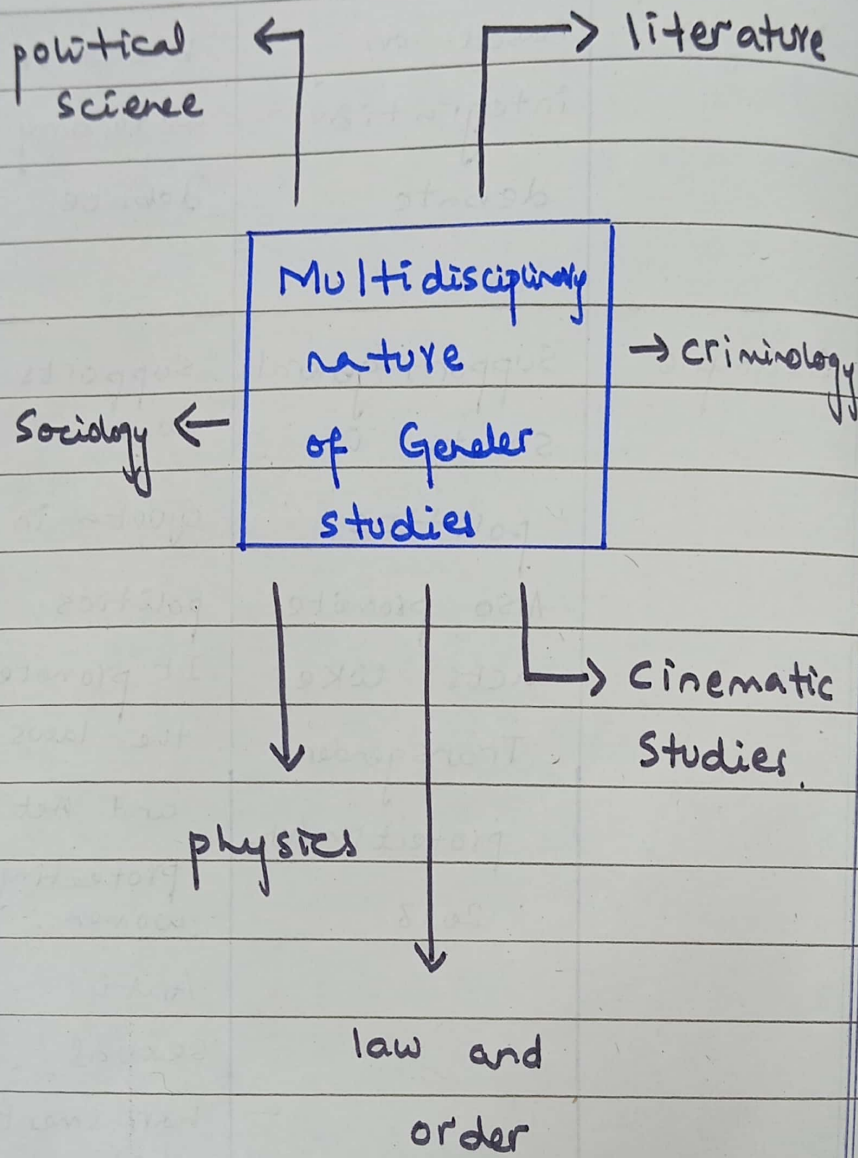 political
science
literature
Multidisciplinary
nature
of Gender
studies
→ criminology
Sociology ←
Cinematic
Studies.
physics
law and
order